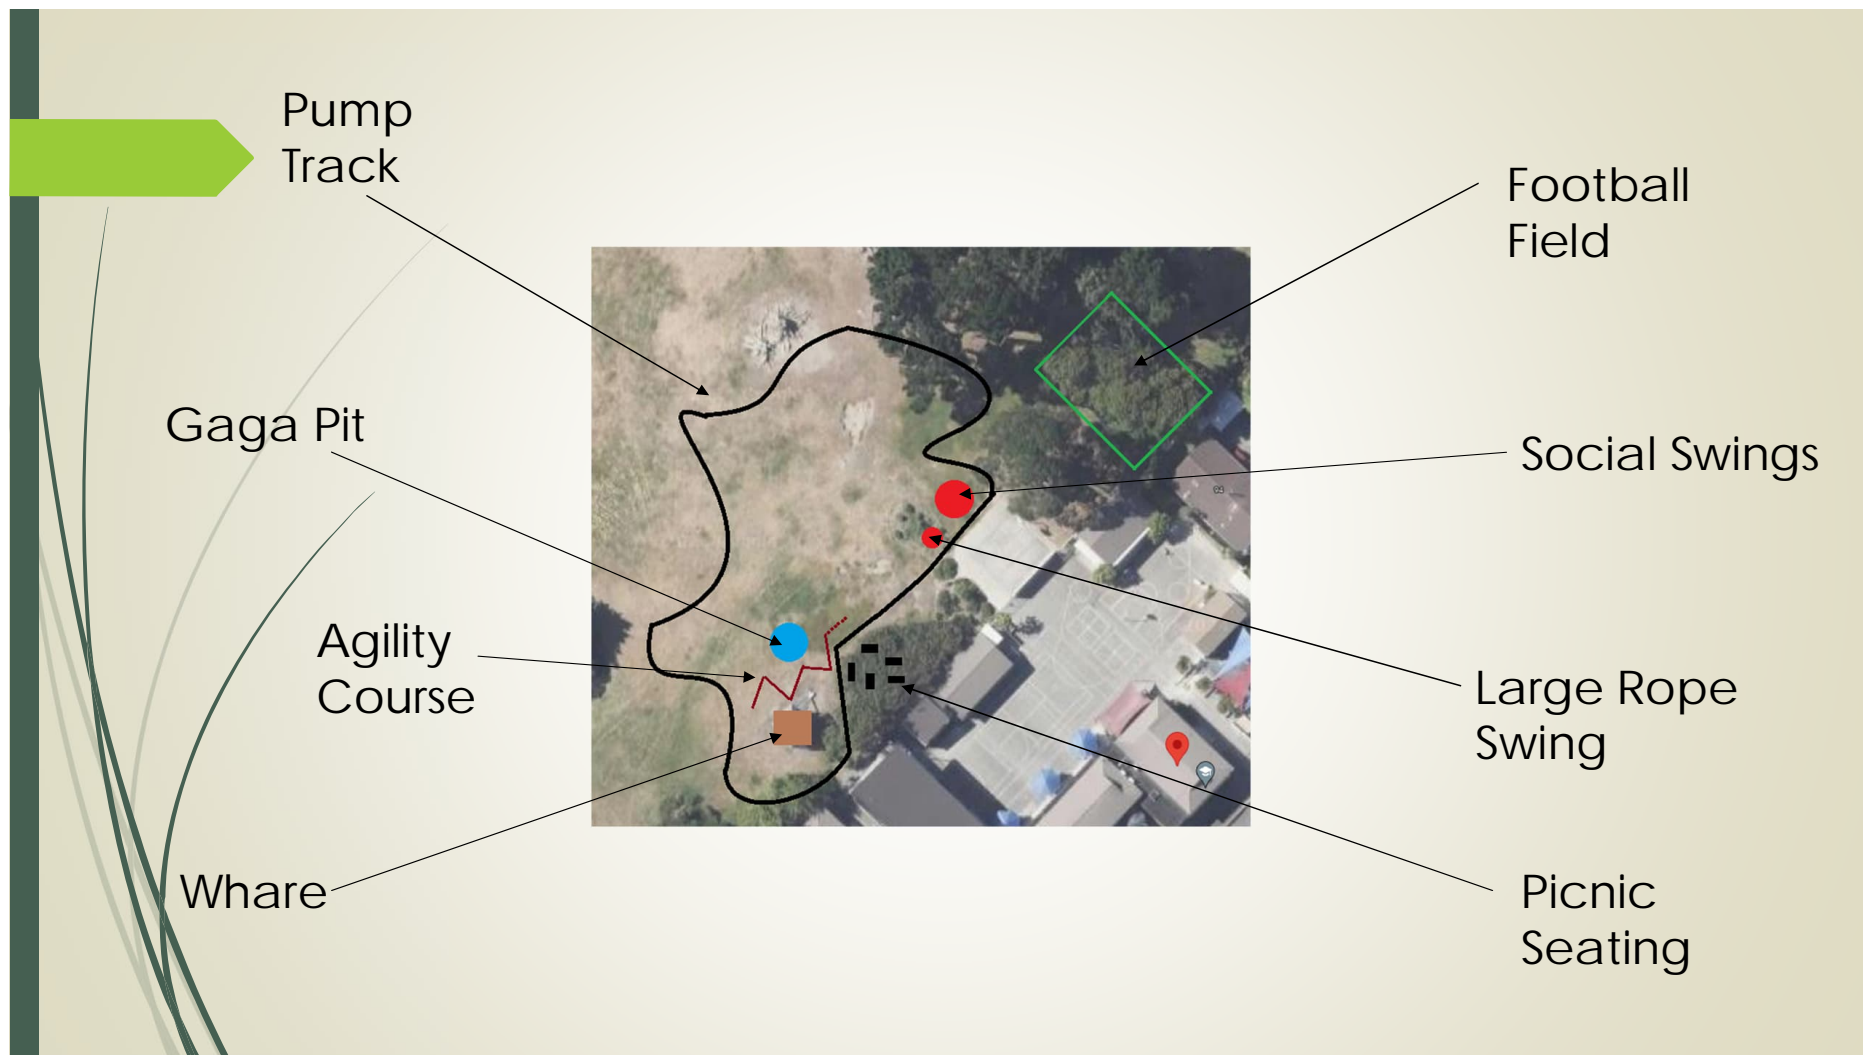 Pump
Track
Football
Field
Gaga Pit
Social Swings
Agility
Course
Large Rope
Swing
Whare
Picnic
Seating